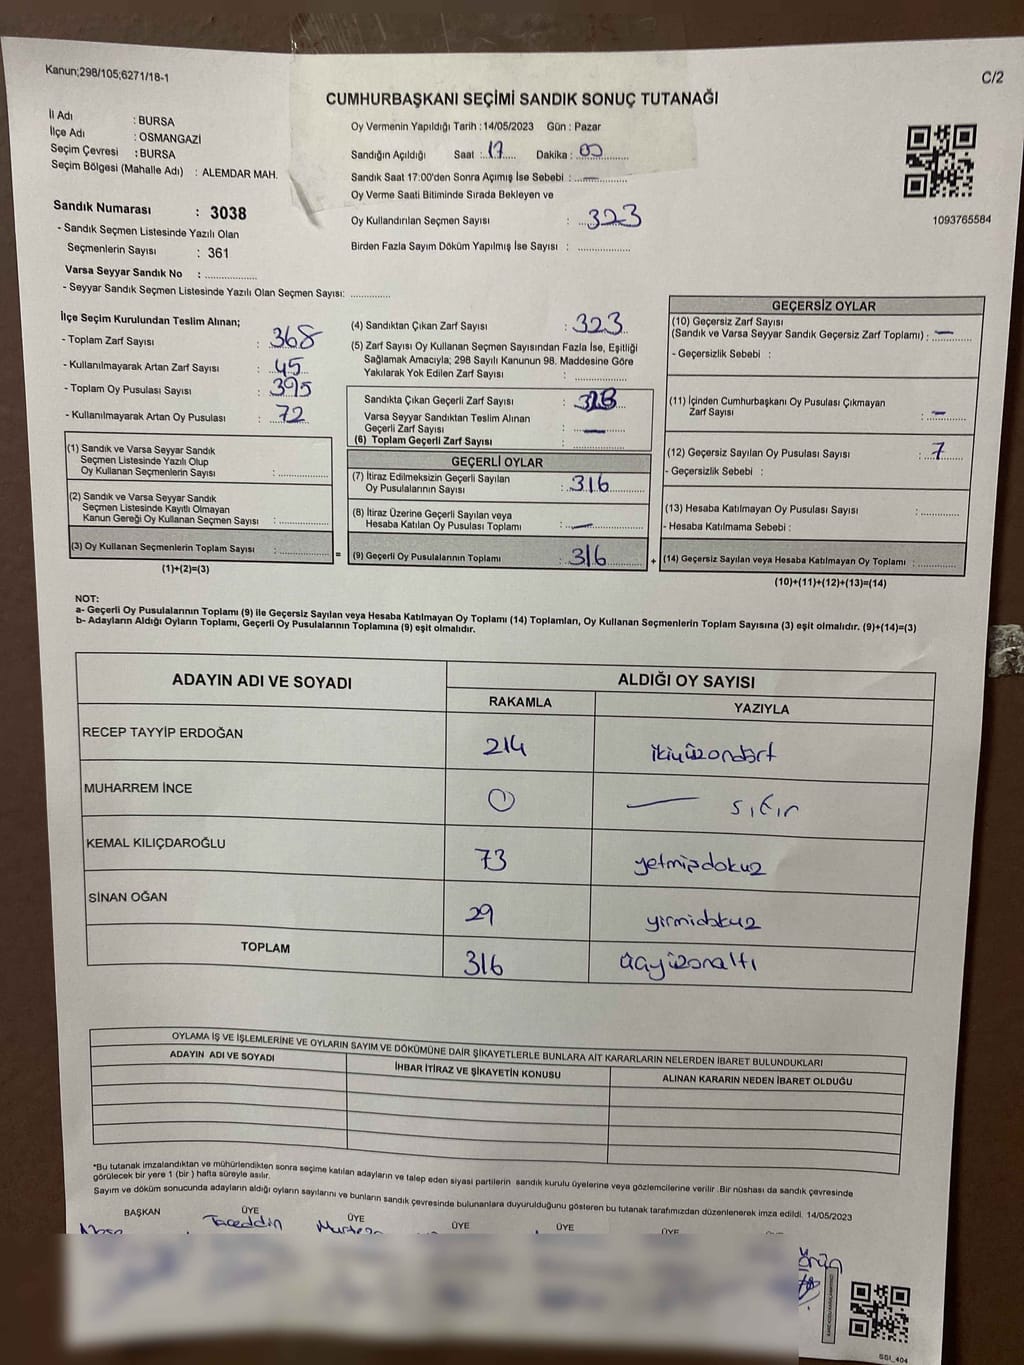 Kanun;298/105;6271/18-1
C/2
CUMHURBAŞKANI SEÇİMİ SANDIK SONUÇ TUTANAĞI
İl Adı : BURSA
İlçe Adı : OSMANGAZİ
Seçim Çevresi : BURSA
Seçim Bölgesi (Mahalle Adı) : ALEMDAR MAH.
Oy Vermenin Yapıldığı Tarih :14/05/2023 Gün : Pazar
Sandığın Açıldığı Saat :..17.... Dakika : 00
Sandık Saat 17:00'den Sonra Açımış İse Sebebi : —
Oy Verme Saati Bitiminde Sırada Bekleyen ve
Oy Kullandırılan Seçmen Sayısı : 323
Birden Fazla Sayım Döküm Yapılmış İse Sayısı : ....................
1093765584
Sandık Numarası : 3038
- Sandık Seçmen Listesinde Yazılı Olan
Seçmenlerin Sayısı : 361
Varsa Seyyar Sandık No : ....................
- Seyyar Sandık Seçmen Listesinde Yazılı Olan Seçmen Sayısı: ..............
İlçe Seçim Kurulundan Teslim Alınan;
- Toplam Zarf Sayısı : 368
- Kullanılmayarak Artan Zarf Sayısı : 45
- Toplam Oy Pusulası Sayısı : 395
- Kullanılmayarak Artan Oy Pusulası : 72
(1) Sandık ve Varsa Seyyar Sandık
Seçmen Listesinde Yazılı Olup
Oy Kullanan Seçmenlerin Sayısı : ....................
(2) Sandık ve Varsa Seyyar Sandık
Seçmen Listesinde Kayıtlı Olmayan
Kanun Gereği Oy Kullanan Seçmen Sayısı : ....................
(3) Oy Kullanan Seçmenlerin Toplam Sayısı : .................... =
(1)+(2)=(3)
(4) Sandıktan Çıkan Zarf Sayısı : 323
(5) Zarf Sayısı Oy Kullanan Seçmen Sayısından Fazla İse, Eşitliği
Sağlamak Amacıyla; 298 Sayılı Kanunun 98. Maddesine Göre
Yakılarak Yok Edilen Zarf Sayısı : ....................
Sandıkta Çıkan Geçerli Zarf Sayısı :
Varsa Seyyar Sandıktan Teslim Alınan
Geçerli Zarf Sayısı : —
(6) Toplam Geçerli Zarf Sayısı : ....................
GEÇERLİ OYLAR
(7) İtiraz Edilmeksizin Geçerli Sayılan
Oy Pusulalarının Sayısı : 316
(8) İtiraz Üzerine Geçerli Sayılan veya
Hesaba Katılan Oy Pusulası Toplamı : —
(9) Geçerli Oy Pusulalarının Toplamı : 316 +
GEÇERSİZ OYLAR
(10) Geçersiz Zarf Sayısı
(Sandık ve Varsa Seyyar Sandık Geçersiz Zarf Toplamı) : —
- Geçersizlik Sebebi :
(11) İçinden Cumhurbaşkanı Oy Pusulası Çıkmayan
Zarf Sayısı : —
(12) Geçersiz Sayılan Oy Pusulası Sayısı : 7
- Geçersizlik Sebebi :
(13) Hesaba Katılmayan Oy Pusulası Sayısı : ..............
- Hesaba Katılmama Sebebi :
(14) Geçersiz Sayılan veya Hesaba Katılmayan Oy Toplamı : ..............
(10)+(11)+(12)+(13)=(14)
NOT:
a- Geçerli Oy Pusulalarının Toplamı (9) ile Geçersiz Sayılan veya Hesaba Katılmayan Oy Toplamı (14) Toplamları, Oy Kullanan Seçmenlerin Toplam Sayısına (3) eşit olmalıdır. (9)+(14)=(3)
b- Adayların Aldığı Oyların Toplamı, Geçerli Oy Pusulalarının Toplamına (9) eşit olmalıdır.
ADAYIN ADI VE SOYADI ALDIĞI OY SAYISI
RAKAMLA YAZIYLA
RECEP TAYYİP ERDOĞAN 214 ikiyüzondört
MUHARREM İNCE 0 — sıfır
KEMAL KILIÇDAROĞLU 73 yetmişdokuz
SİNAN OĞAN 29 yirmidokuz
TOPLAM 316 üçyüzonaltı
OYLAMA İŞ VE İŞLEMLERİNE VE OYLARIN SAYIM VE DÖKÜMÜNE DAİR ŞİKAYETLERLE BUNLARA AİT KARARLARIN NELERDEN İBARET BULUNDUKLARI
ADAYIN ADI VE SOYADI İHBAR İTİRAZ VE ŞİKAYETİN KONUSU ALINAN KARARIN NEDEN İBARET OLDUĞU
*Bu tutanak imzalandıktan ve mühürlendikten sonra seçime katılan adayların ve talep eden siyasi partilerin sandık kurulu üyelerine veya gözlemcilerine verilir .Bir nüshası da sandık çevresinde
görülecek bir yere 1 (bir ) hafta süreyle asılır.
Sayım ve döküm sonucunda adayların aldığı oyların sayılarını ve bunların sandık çevresinde bulunanlara duyurulduğunu gösteren bu tutanak tarafımızdan düzenlenerek imza edildi. 14/05/2023
BAŞKAN ÜYE ÜYE ÜYE ÜYE ÜYE
Taceddin